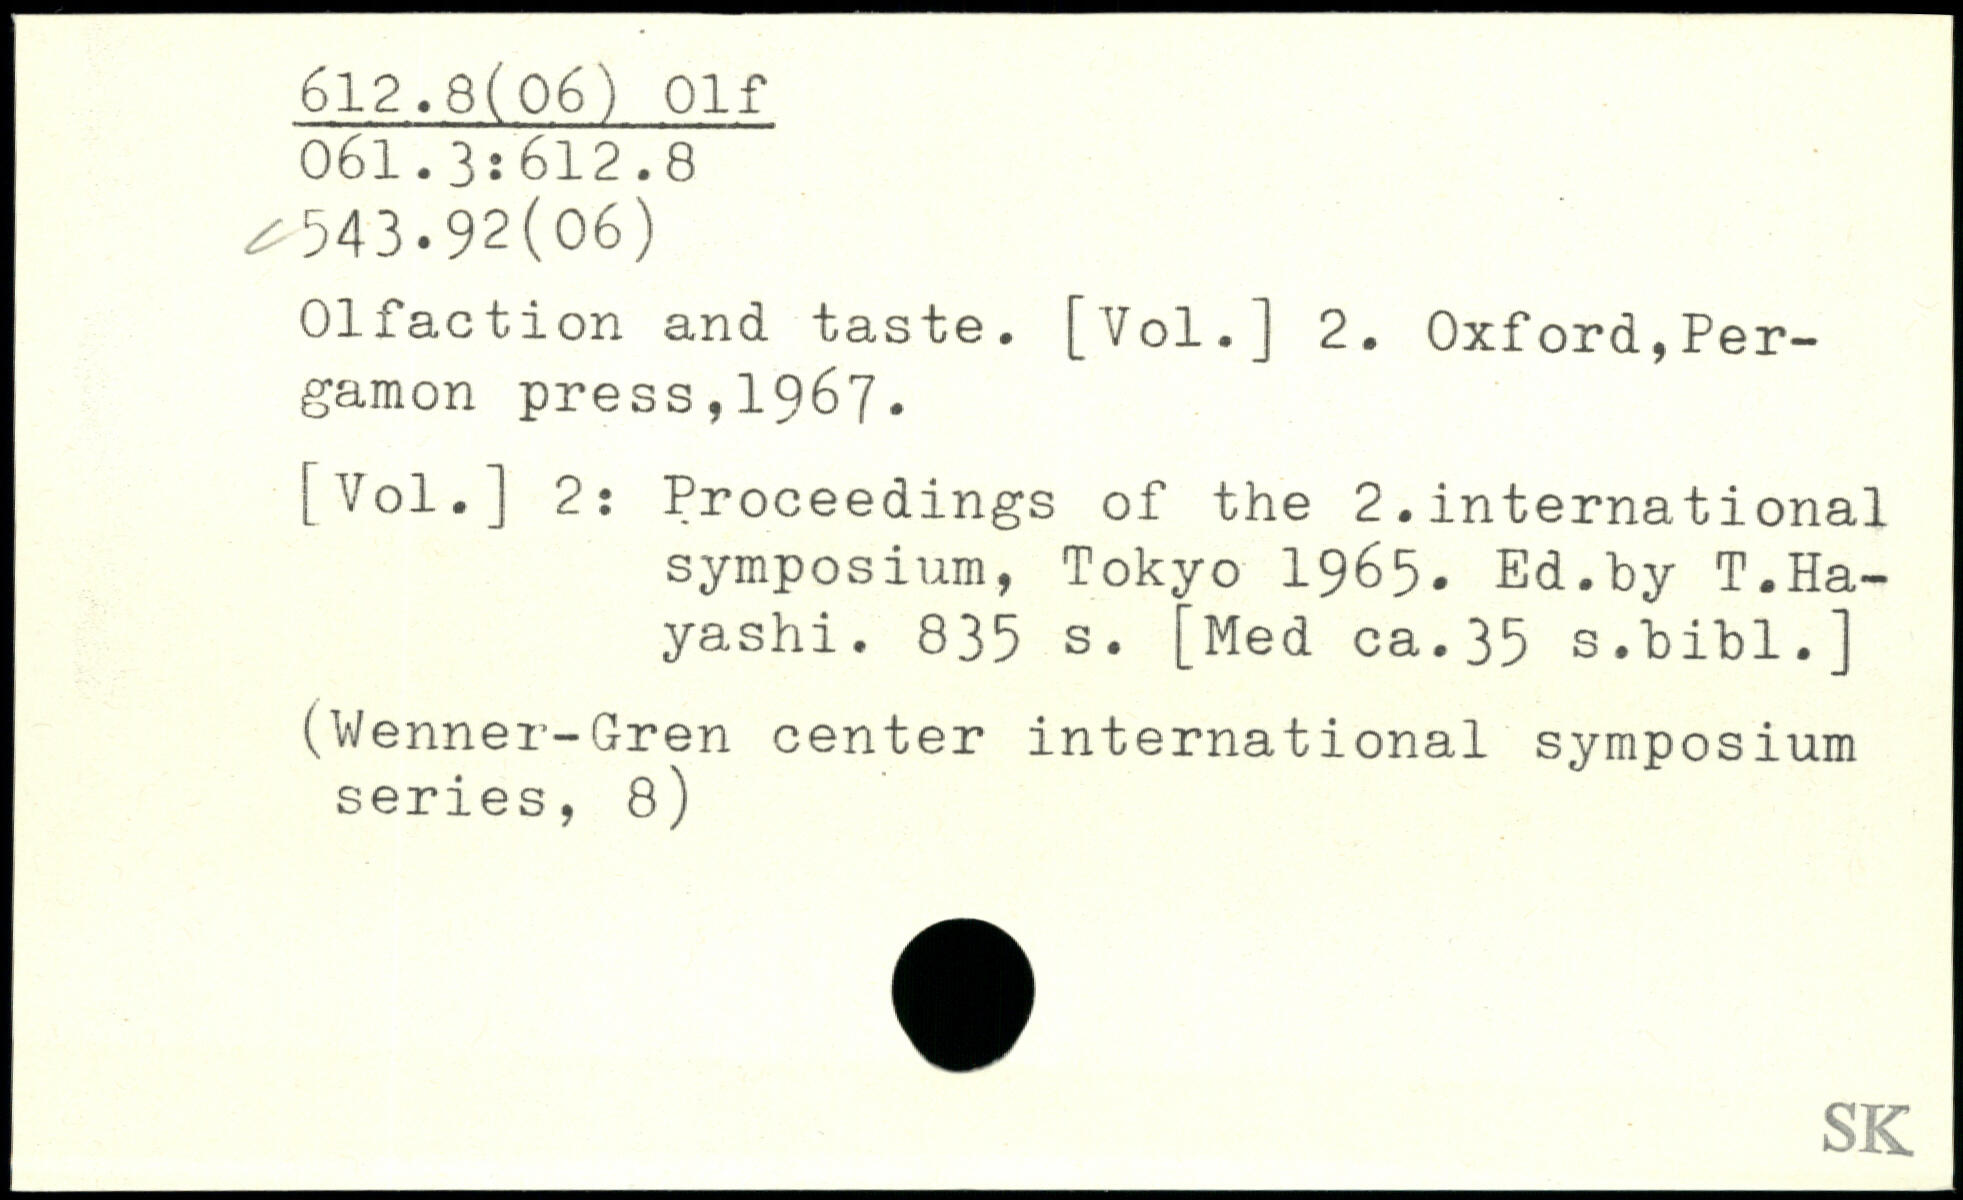 612.8(06) Olf
061.3:612.8
543.92(06)
Olfaction and taste. [Vol.] 2. Oxford,Per-
gamon press,1967.
[Vol.] 2: Proceedings of the 2.international
symposium, Tokyo 1965. Ed.by T.Ha-
yashi. 835 s. [Med ca.35 s.bibl.]
(Wenner-Gren center international symposium
series, 8)
SK